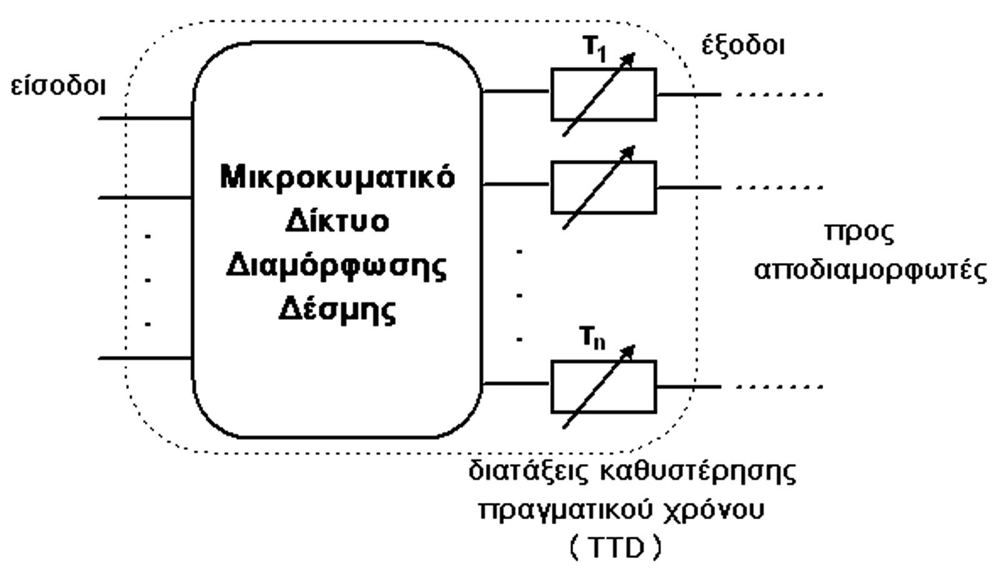 είσοδοι
Μικροκυματικό
Δίκτυο
Διαμόρφωσης
Δέσμης
T1
Tn
έξοδοι
προς
αποδιαμορφωτές
διατάξεις καθυστέρησης
πραγματικού χρόνου
( TTD )